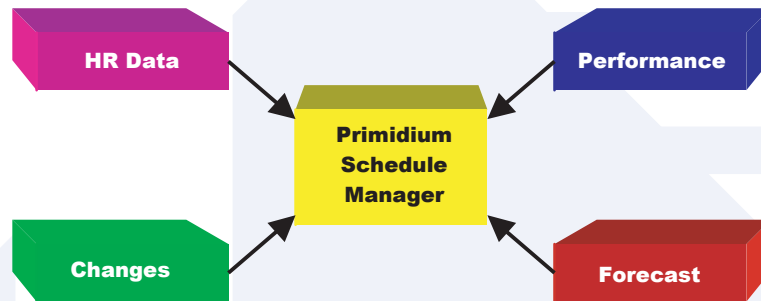 HR Data
Performance
Primidium
Schedule
Manager
Changes
Forecast